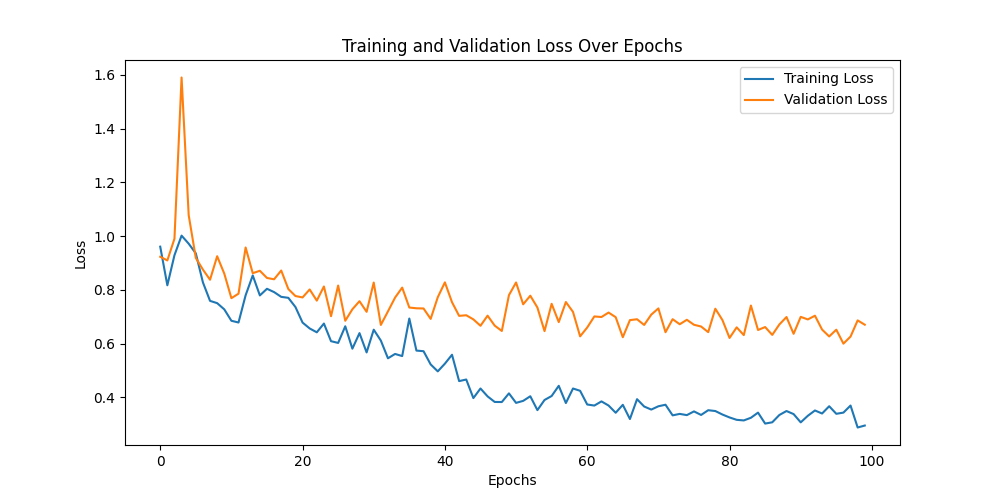 Training and Validation Loss Over Epochs
Training Loss
Validation Loss
1.6
1.4
1.2
1.0
0.8
0.6
0.4
Loss
0
20
40
60
80
100
Epochs